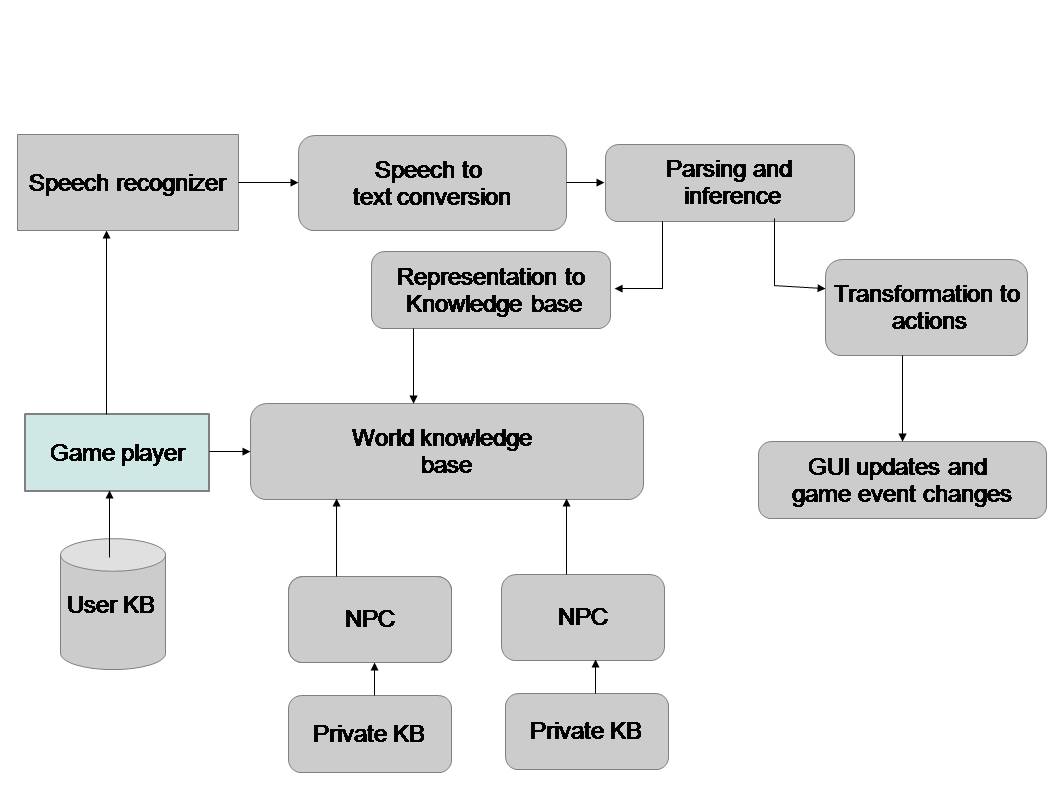 Speech recognizer
Speech to
text conversion
Parsing and
inference
Representation to
Knowledge base
Transformation to
actions
Game player
World knowledge
base
GUI updates and
game event changes
User KB
NPC
NPC
Private KB
Private KB